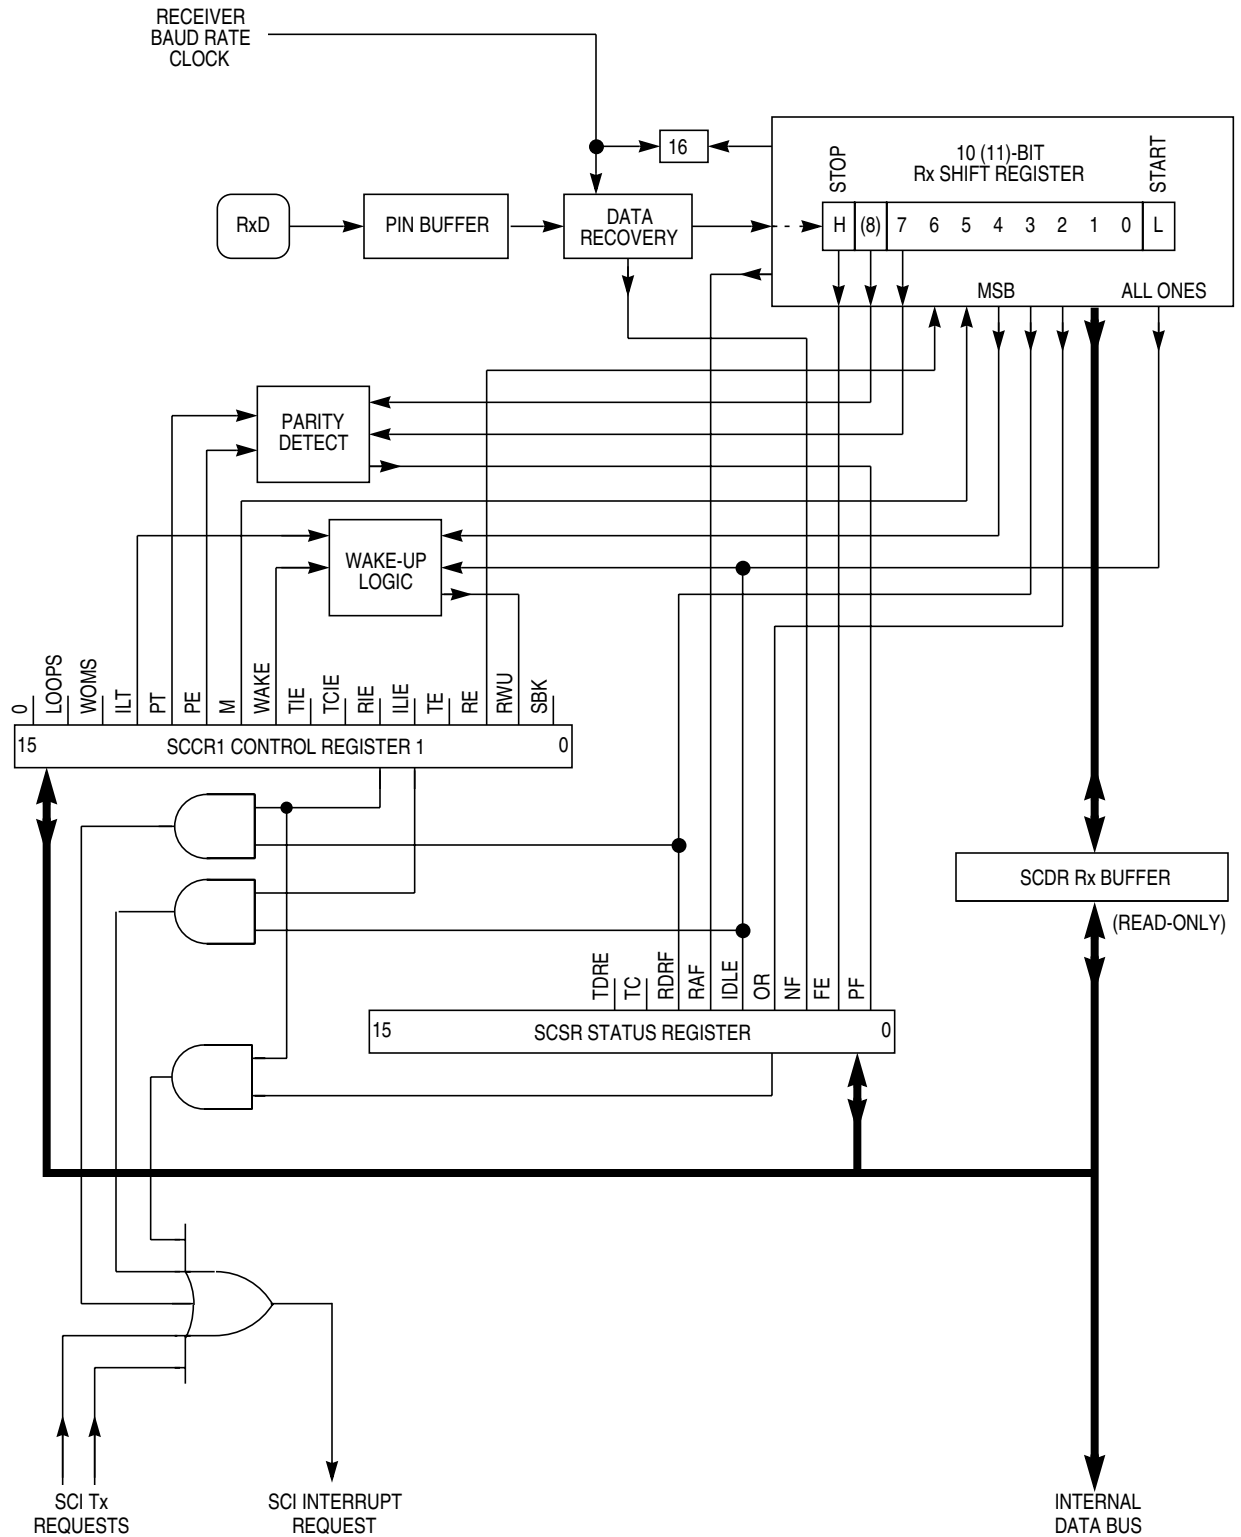 RECEIVER
BAUD RATE
CLOCK
16
10 (11)-BIT
Rx SHIFT REGISTER
STOP
START
RxD
PIN BUFFER
DATA
RECOVERY
H (8) 7 6 5 4 3 2 1 0 L
MSB
ALL ONES
PARITY
DETECT
WAKE-UP
LOGIC
0 LOOPS WOMS ILT PT PE M WAKE TIE TCIE RIE ILIE TE RE RWU SBK
15 SCCR1 CONTROL REGISTER 1 0
SCDR Rx BUFFER
(READ-ONLY)
TDRE TC RDRF RAF IDLE OR NF FE PF
15 SCSR STATUS REGISTER 0
SCI Tx
REQUESTS
SCI INTERRUPT
REQUEST
INTERNAL
DATA BUS